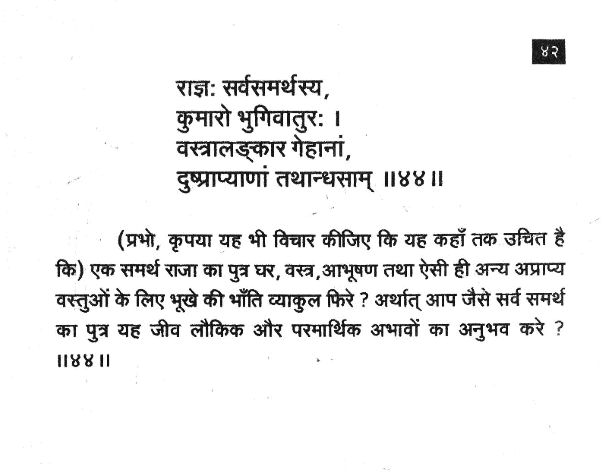 ४२
राज्ञः सर्वसमर्थस्य,
कुमारो भुगिवातुरः ।
वस्त्रालङ्कार गेहानां,
दुष्प्राप्याणां तथान्धसाम् ॥४४॥
(प्रभो, कृपया यह भी विचार कीजिए कि यह कहाँ तक उचित है
कि) एक समर्थ राजा का पुत्र घर, वस्त्र,आभूषण तथा ऐसी ही अन्य अप्राप्य
वस्तुओं के लिए भूखे की भाँति व्याकुल फिरे ? अर्थात् आप जैसे सर्व समर्थ
का पुत्र यह जीव लौकिक और परमार्थिक अभावों का अनुभव करे ?
॥४४॥